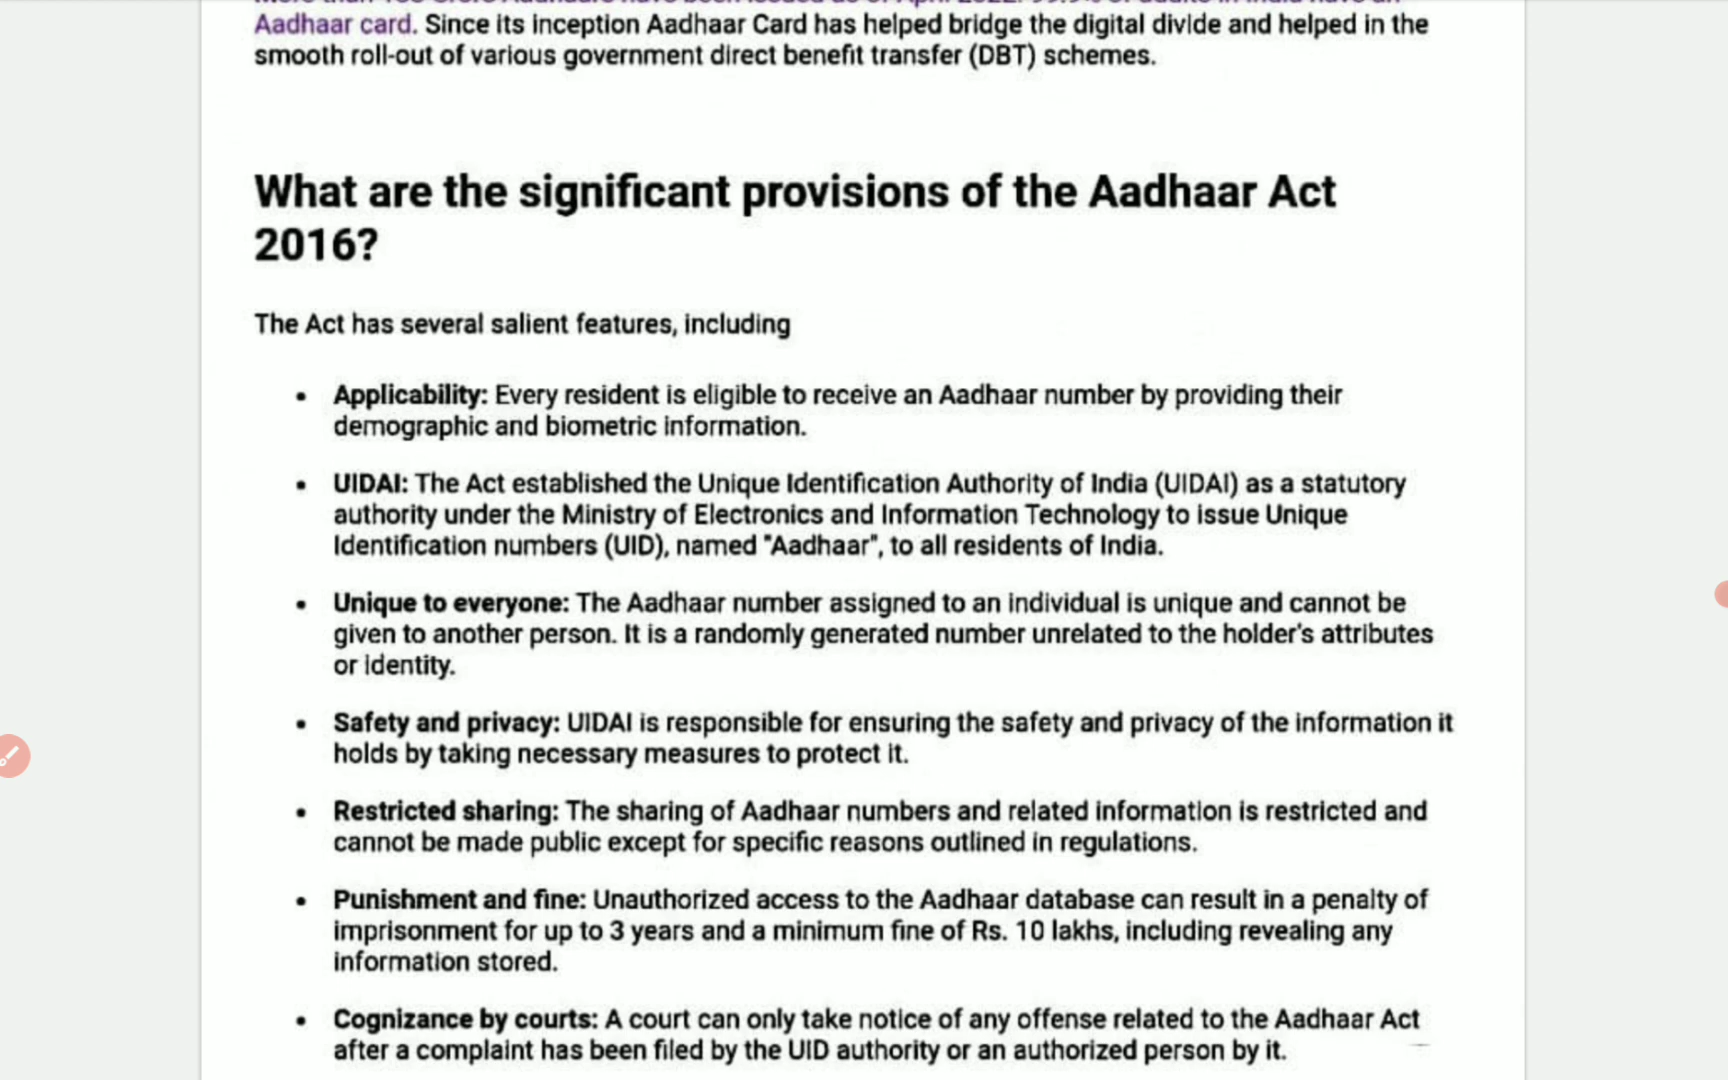 Aadhaar card. Since its inception Aadhaar Card has helped bridge the digital divide and helped in the
smooth roll-out of various government direct benefit transfer (DBT) schemes.
What are the significant provisions of the Aadhaar Act
2016?
The Act has several salient features, including
• Applicability: Every resident is eligible to receive an Aadhaar number by providing their
demographic and biometric information.
• UIDAI: The Act established the Unique Identification Authority of India (UIDAI) as a statutory
authority under the Ministry of Electronics and Information Technology to issue Unique
Identification numbers (UID), named "Aadhaar", to all residents of India.
• Unique to everyone: The Aadhaar number assigned to an individual is unique and cannot be
given to another person. It is a randomly generated number unrelated to the holder's attributes
or identity.
• Safety and privacy: UIDAI is responsible for ensuring the safety and privacy of the information it
holds by taking necessary measures to protect it.
• Restricted sharing: The sharing of Aadhaar numbers and related information is restricted and
cannot be made public except for specific reasons outlined in regulations.
• Punishment and fine: Unauthorized access to the Aadhaar database can result in a penalty of
imprisonment for up to 3 years and a minimum fine of Rs. 10 lakhs, including revealing any
information stored.
• Cognizance by courts: A court can only take notice of any offense related to the Aadhaar Act
after a complaint has been filed by the UID authority or an authorized person by it.